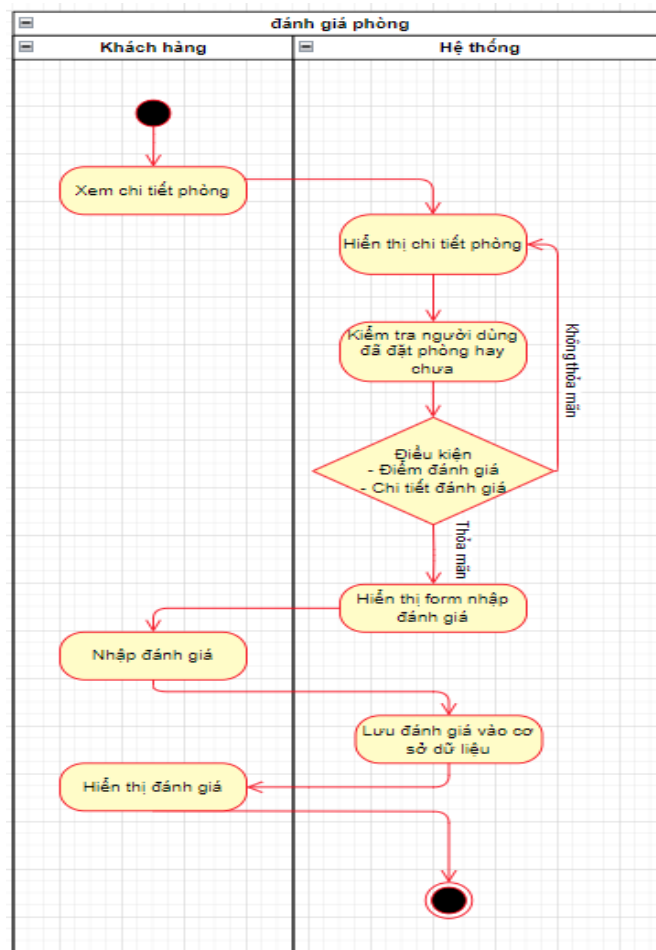 đánh giá phòng
Khách hàng
Hệ thống
Xem chi tiết phòng
Hiển thị chi tiết phòng
Kiểm tra người dùng
đã đặt phòng hay
chưa
Không thỏa mãn
Điều kiện
- Điểm đánh giá
- Chi tiết đánh giá
Thỏa mãn
Hiển thị form nhập
đánh giá
Nhập đánh giá
Lưu đánh giá vào cơ
sở dữ liệu
Hiển thị đánh giá